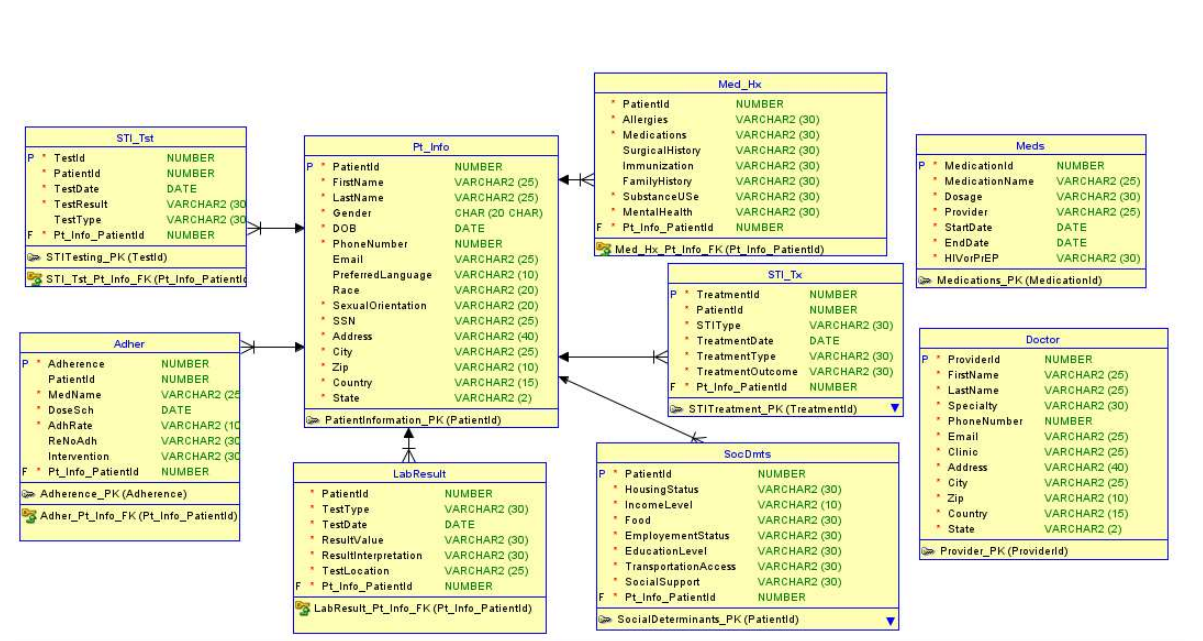 Med_Hx
* PatientId NUMBER
* Allergies VARCHAR2 (30)
* Medications VARCHAR2 (30)
SurgicalHistory VARCHAR2 (30)
Immunization VARCHAR2 (30)
FamilyHistory VARCHAR2 (30)
* SubstanceUSe VARCHAR2 (30)
* MentalHealth VARCHAR2 (30)
F * Pt_Info_PatientId NUMBER
Med_Hx_Pt_Info_FK (Pt_Info_PatientId)
STI_Tst
P * TestId NUMBER
* PatientId NUMBER
* TestDate DATE
* TestResult VARCHAR2 (30
TestType VARCHAR2 (30
F * Pt_Info_PatientId NUMBER
STITesting_PK (TestId)
STI_Tst_Pt_Info_FK (Pt_Info_PatientId
Pt_Info
P * PatientId NUMBER
* FirstName VARCHAR2 (25)
* LastName VARCHAR2 (25)
* Gender CHAR (20 CHAR)
* DOB DATE
* PhoneNumber NUMBER
Email VARCHAR2 (25)
PreferredLanguage VARCHAR2 (10)
Race VARCHAR2 (20)
* SexualOrientation VARCHAR2 (20)
* SSN VARCHAR2 (25)
* Address VARCHAR2 (40)
* City VARCHAR2 (25)
* Zip VARCHAR2 (10)
* Country VARCHAR2 (15)
* State VARCHAR2 (2)
PatientInformation_PK (PatientId)
Meds
P * MedicationId NUMBER
* MedicationName VARCHAR2 (25)
* Dosage VARCHAR2 (30)
* Provider VARCHAR2 (25)
* StartDate DATE
* EndDate DATE
* HIVorPrEP VARCHAR2 (30)
Medications_PK (MedicationId)
STI_Tx
P * TreatmentId NUMBER
* PatientId NUMBER
* STIType VARCHAR2 (30)
* TreatmentDate DATE
* TreatmentType VARCHAR2 (30)
* TreatmentOutcome VARCHAR2 (30)
F * Pt_Info_PatientId NUMBER
STITreatment_PK (TreatmentId)
Adher
P * Adherence NUMBER
PatientId NUMBER
* MedName VARCHAR2 (25
* DoseSch DATE
* AdhRate VARCHAR2 (10
ReNoAdh VARCHAR2 (30
Intervention VARCHAR2 (30
F * Pt_Info_PatientId NUMBER
Adherence_PK (Adherence)
Adher_Pt_Info_FK (Pt_Info_PatientId)
Doctor
P * ProviderId NUMBER
* FirstName VARCHAR2 (25)
* LastName VARCHAR2 (25)
* Specialty VARCHAR2 (30)
* PhoneNumber NUMBER
* Email VARCHAR2 (25)
* Clinic VARCHAR2 (25)
* Address VARCHAR2 (40)
* City VARCHAR2 (25)
* Zip VARCHAR2 (10)
* Country VARCHAR2 (15)
* State VARCHAR2 (2)
Provider_PK (ProviderId)
LabResult
* PatientId NUMBER
* TestType VARCHAR2 (30)
* TestDate DATE
* ResultValue VARCHAR2 (30)
* ResultInterpretation VARCHAR2 (30)
* TestLocation VARCHAR2 (25)
F * Pt_Info_PatientId NUMBER
LabResult_Pt_Info_FK (Pt_Info_PatientId)
SocDmts
P * PatientId NUMBER
* HousingStatus VARCHAR2 (30)
* IncomeLevel VARCHAR2 (10)
* Food VARCHAR2 (30)
* EmployementStatus VARCHAR2 (30)
* EducationLevel VARCHAR2 (30)
* TransportationAccess VARCHAR2 (30)
* SocialSupport VARCHAR2 (30)
F * Pt_Info_PatientId NUMBER
SocialDeterminants_PK (PatientId)